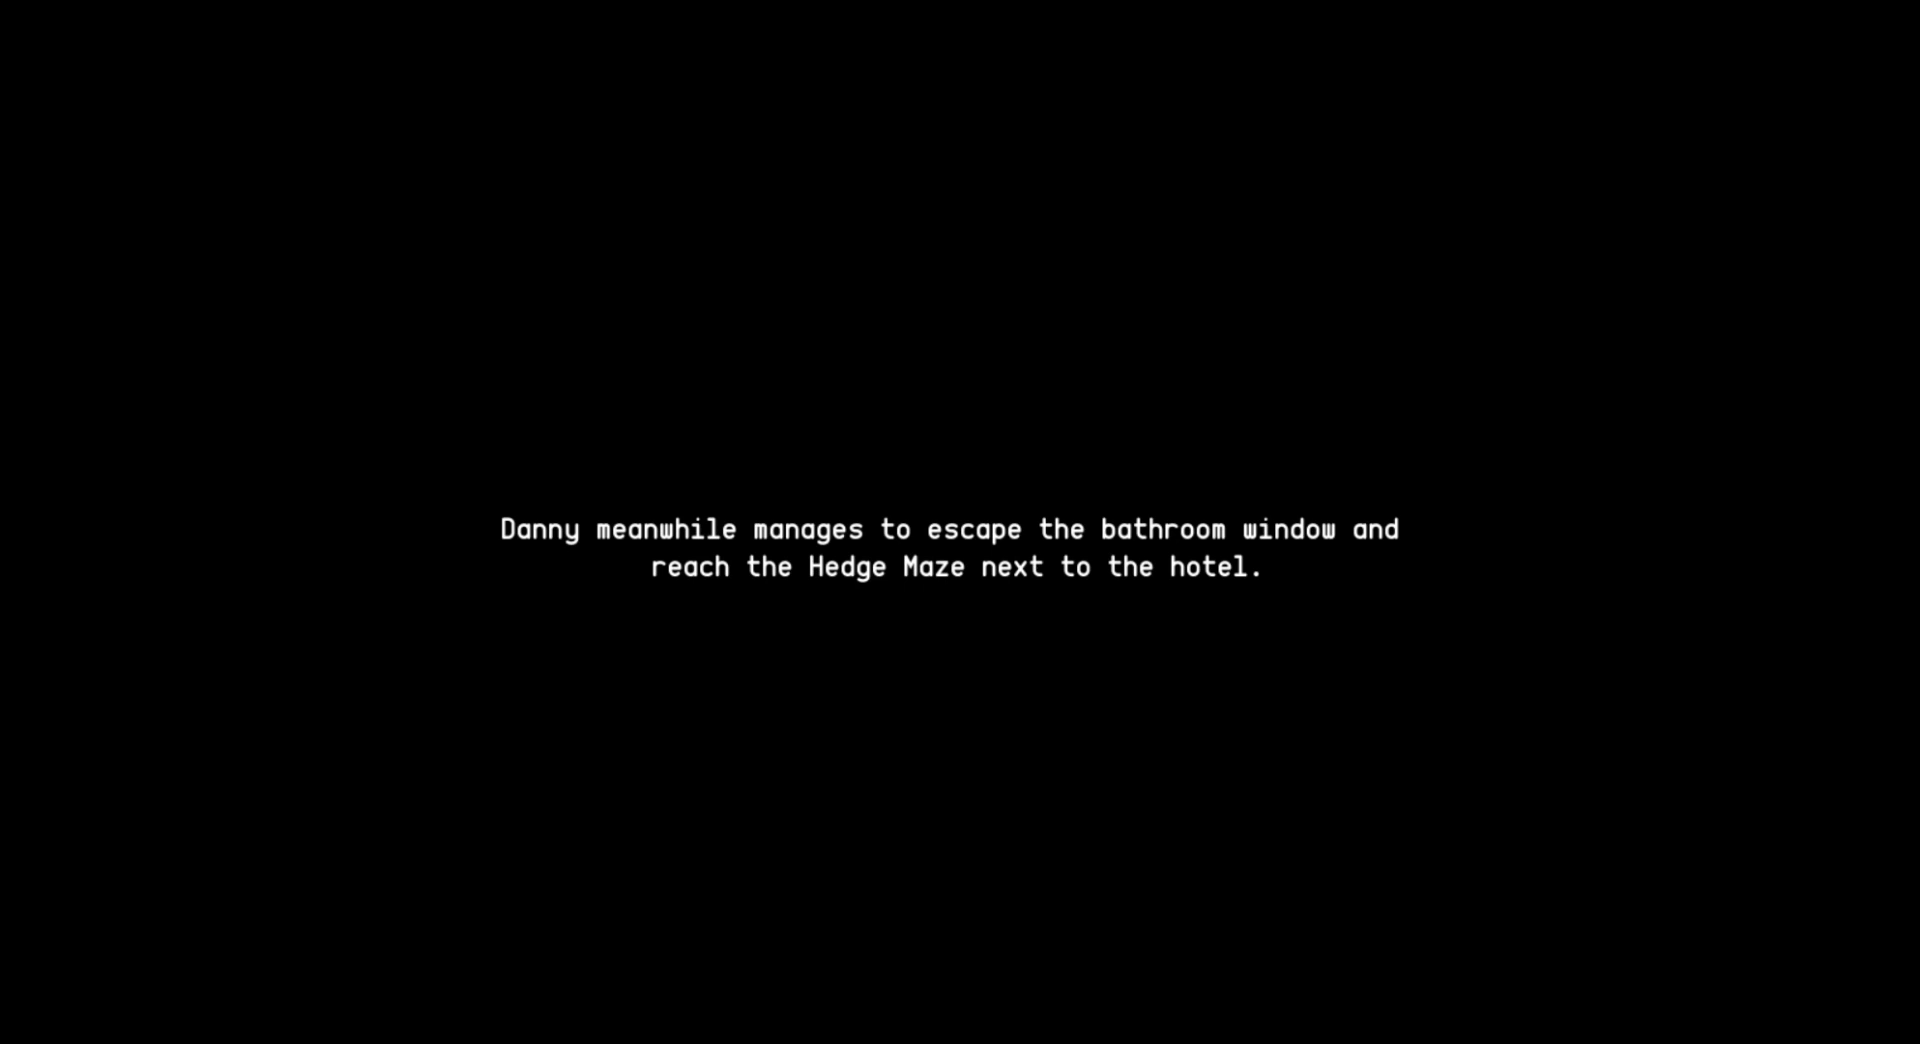 Danny meanwhile manages to escape the bathroom window and
reach the Hedge Maze next to the hotel.